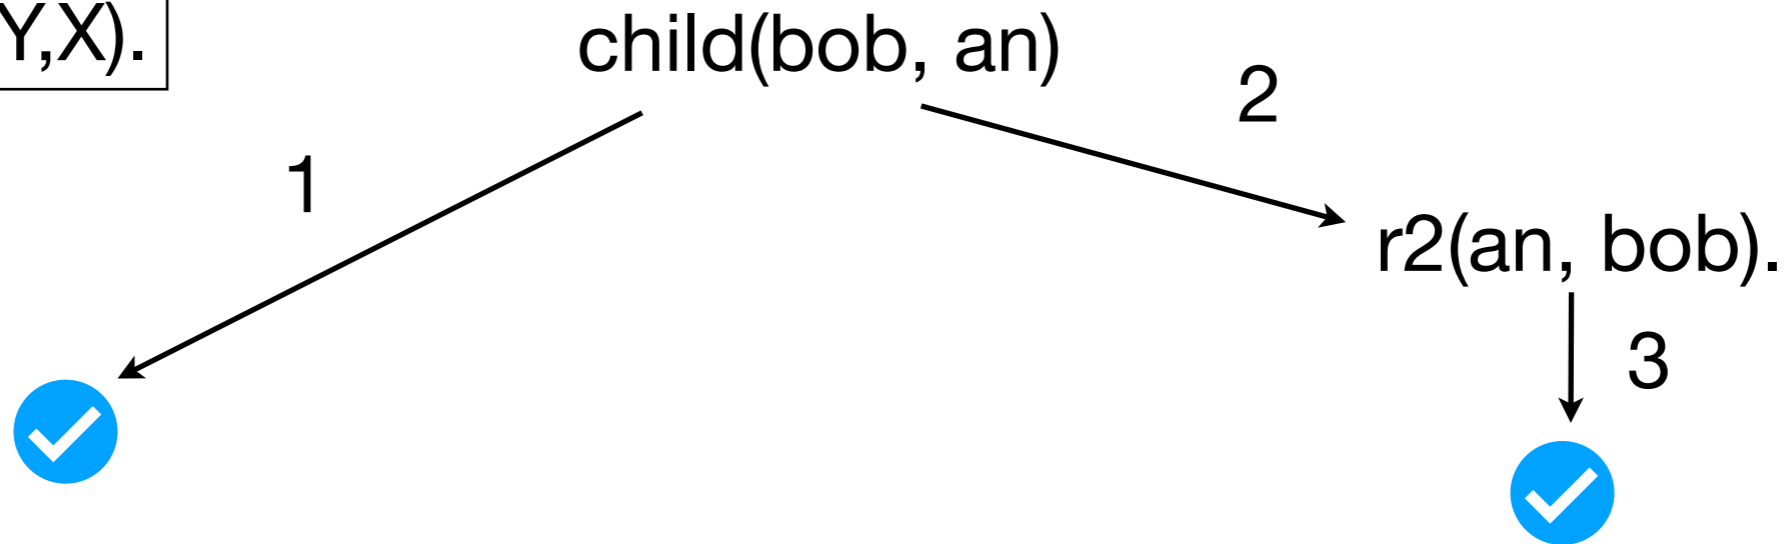 Y,X).
child(bob, an)
2
1
r2(an, bob).
3